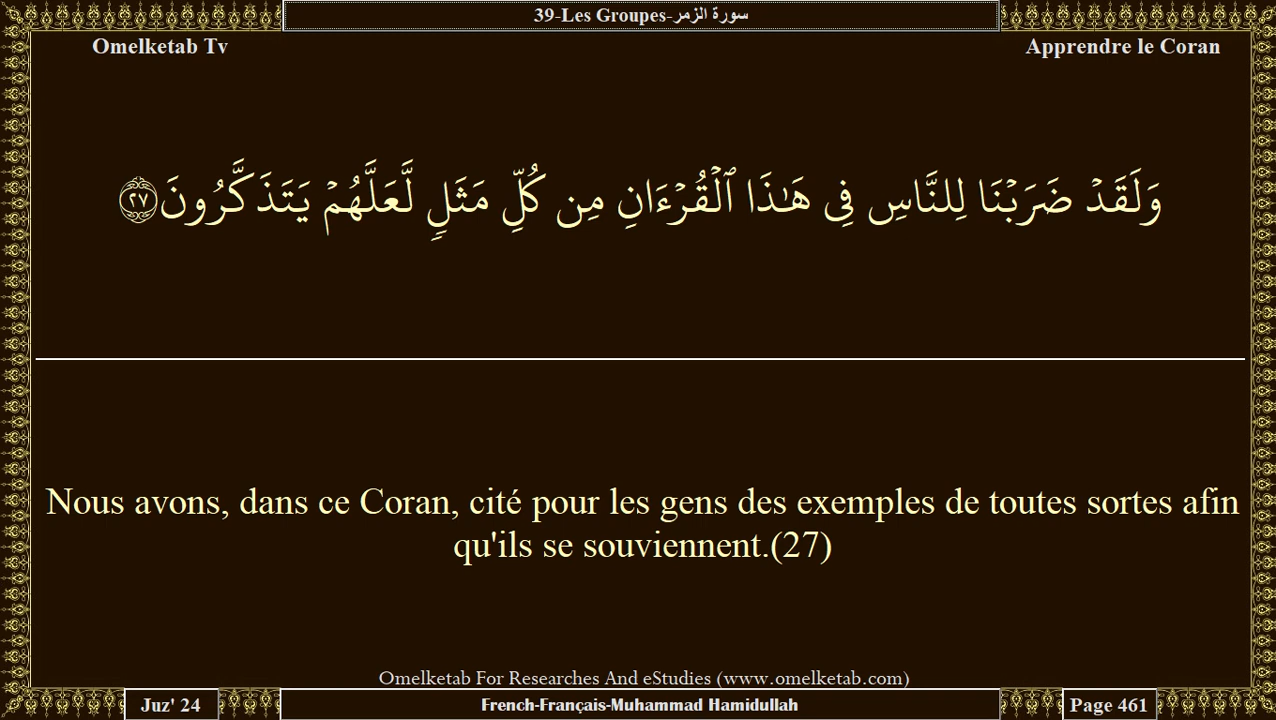 39-Les Groupes-سورة الزمر
Omelketab Tv
Apprendre le Coran
وَلَقَدْ ضَرَبْنَا لِلنَّاسِ فِى هَـٰذَا ٱلْقُرْءَانِ مِن كُلِّ مَثَلٍ لَّعَلَّهُمْ يَتَذَكَّرُونَ ٢٧
Nous avons, dans ce Coran, cité pour les gens des exemples de toutes sortes afin
qu'ils se souviennent.(27)
Omelketab For Researches And eStudies (www.omelketab.com)
Juz' 24
French-Français-Muhammad Hamidullah
Page 461